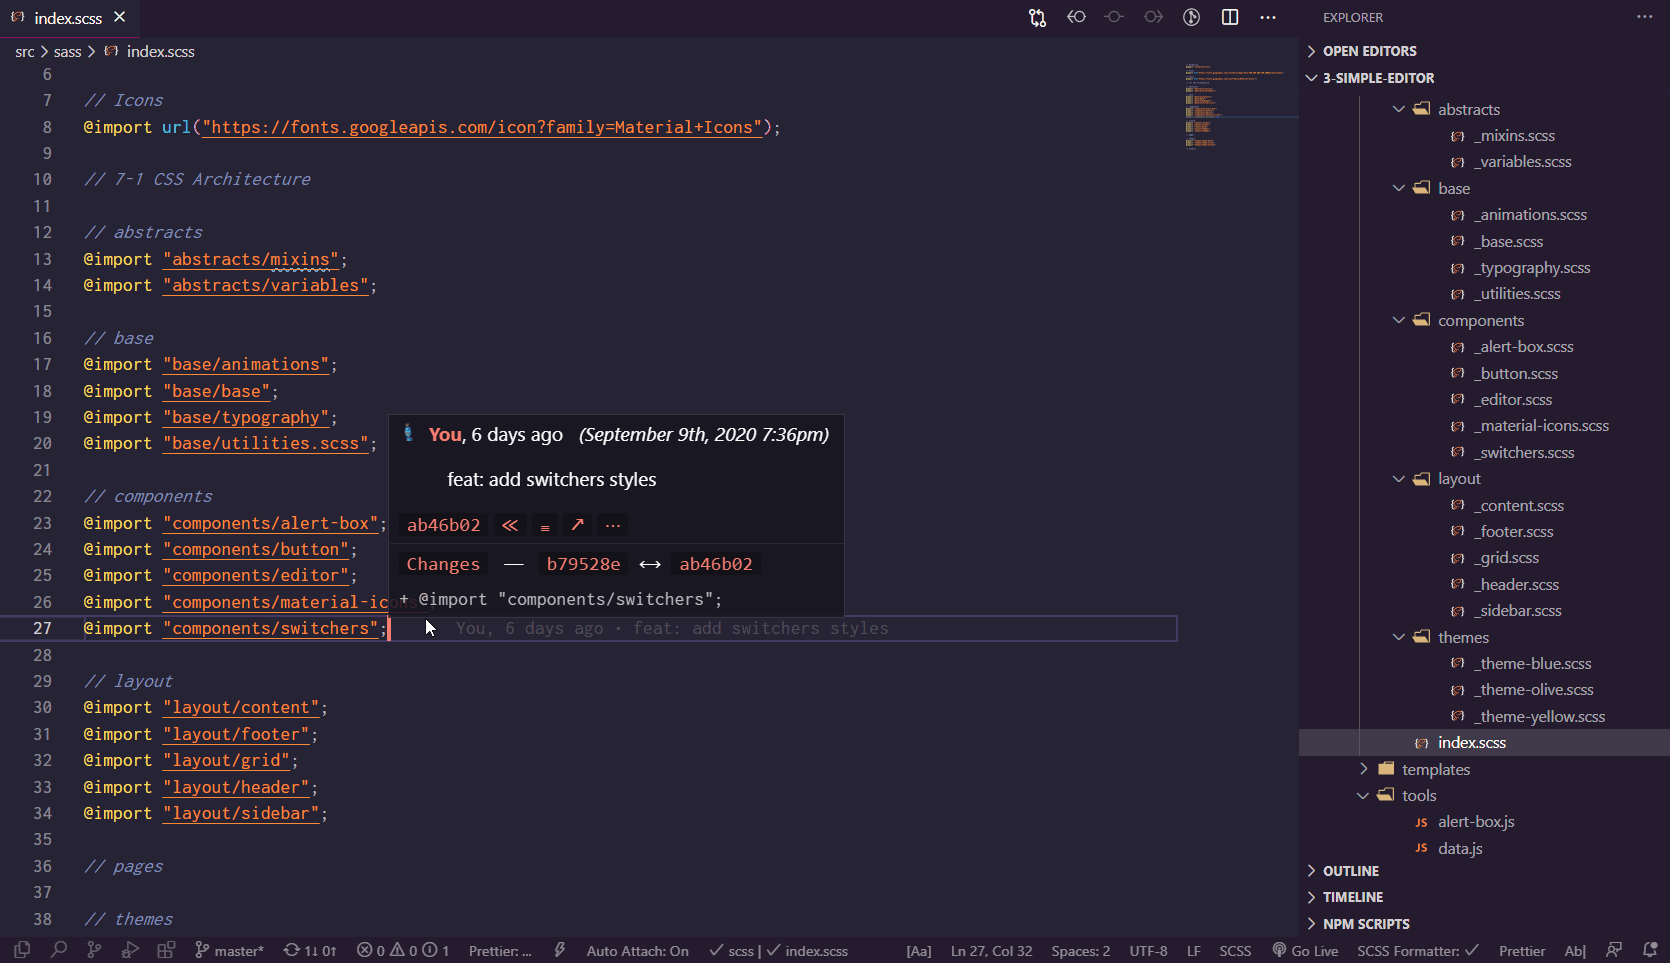 index.scss
EXPLORER
src > sass > index.scss
OPEN EDITORS
3-SIMPLE-EDITOR
6
7 // Icons
8 @import url("https://fonts.googleapis.com/icon?family=Material+Icons");
9
10 // 7-1 CSS Architecture
11
12 // abstracts
13 @import "abstracts/mixins";
14 @import "abstracts/variables";
15
16 // base
17 @import "base/animations";
18 @import "base/base";
19 @import "base/typography";
20 @import "base/utilities.scss";
21
22 // components
23 @import "components/alert-box";
24 @import "components/button";
25 @import "components/editor";
26 @import "components/material-icons
27 @import "components/switchers"; You, 6 days ago · feat: add switchers styles
28
29 // layout
30 @import "layout/content";
31 @import "layout/footer";
32 @import "layout/grid";
33 @import "layout/header";
34 @import "layout/sidebar";
35
36 // pages
37
38 // themes
You, 6 days ago (September 9th, 2020 7:36pm)
feat: add switchers styles
ab46b02
Changes — b79528e ↔ ab46b02
+ @import "components/switchers";
abstracts
_mixins.scss
_variables.scss
base
_animations.scss
_base.scss
_typography.scss
_utilities.scss
components
_alert-box.scss
_button.scss
_editor.scss
_material-icons.scss
_switchers.scss
layout
_content.scss
_footer.scss
_grid.scss
_header.scss
_sidebar.scss
themes
_theme-blue.scss
_theme-olive.scss
_theme-yellow.scss
index.scss
templates
tools
JS alert-box.js
JS data.js
OUTLINE
TIMELINE
NPM SCRIPTS
master* 1↓ 0↑ 0 0 1 Prettier: ... Auto Attach: On ✓ scss | ✓ index.scss [Aa] Ln 27, Col 32 Spaces: 2 UTF-8 LF SCSS Go Live SCSS Formatter: ✓ Prettier Ab|